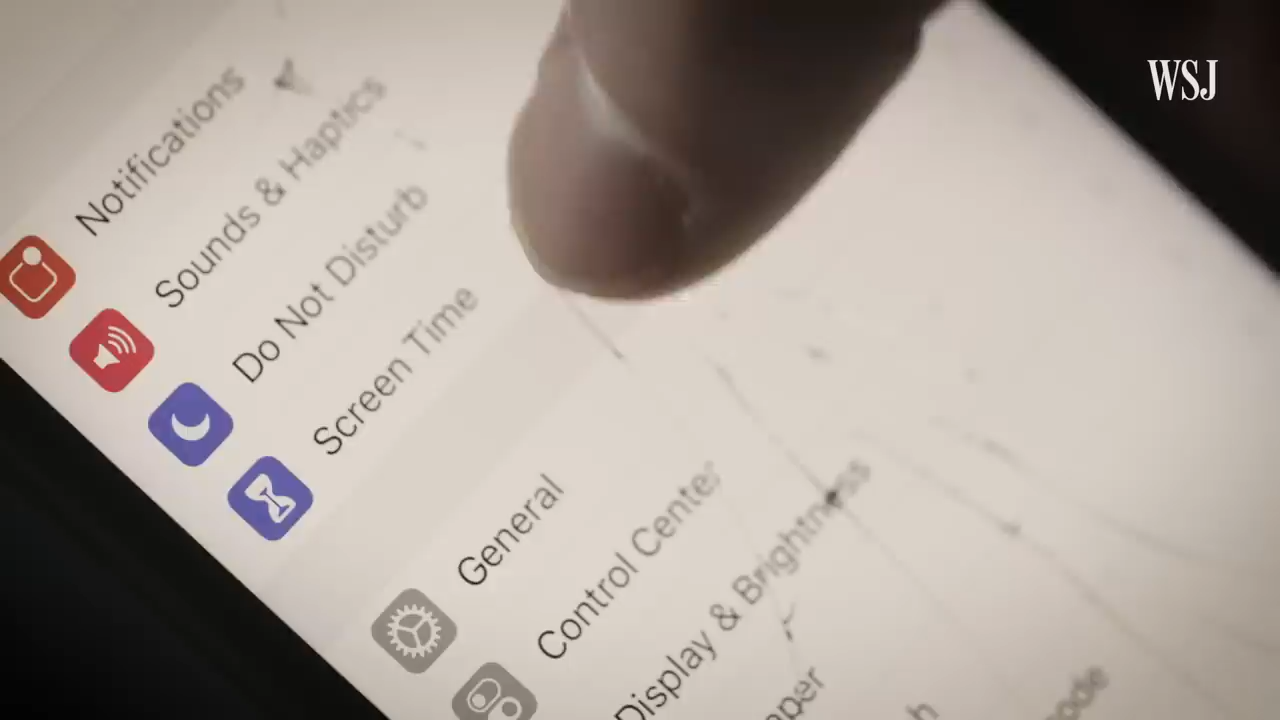 WSJ
Notifications
Sounds & Haptics
Do Not Disturb
Screen Time
General
Control Center
Display & Brightness